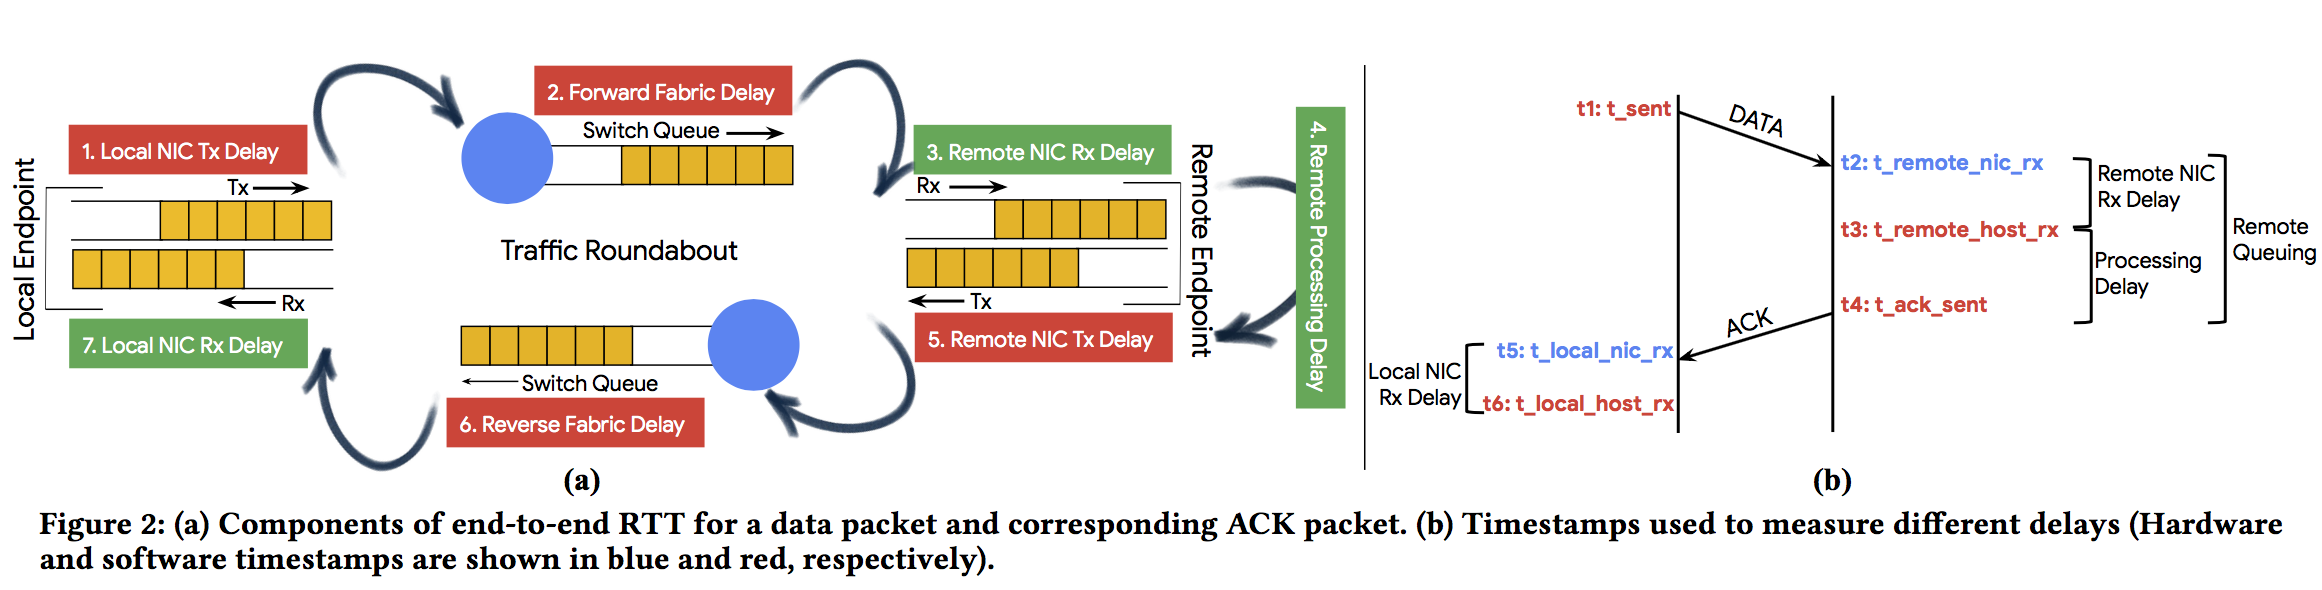 1. Local NIC Tx Delay
Tx
Local Endpoint
Rx
7. Local NIC Rx Delay
2. Forward Fabric Delay
Switch Queue
Traffic Roundabout
Switch Queue
6. Reverse Fabric Delay
3. Remote NIC Rx Delay
Rx
Remote Endpoint
Tx
5. Remote NIC Tx Delay
4. Remote Processing Delay
(a)
t1: t_sent
DATA
t2: t_remote_nic_rx
Remote NIC
Rx Delay
t3: t_remote_host_rx
Remote
Queuing
Processing
Delay
t4: t_ack_sent
ACK
t5: t_local_nic_rx
Local NIC
Rx Delay
t6: t_local_host_rx
(b)
Figure 2: (a) Components of end-to-end RTT for a data packet and corresponding ACK packet. (b) Timestamps used to measure different delays (Hardware
and software timestamps are shown in blue and red, respectively).